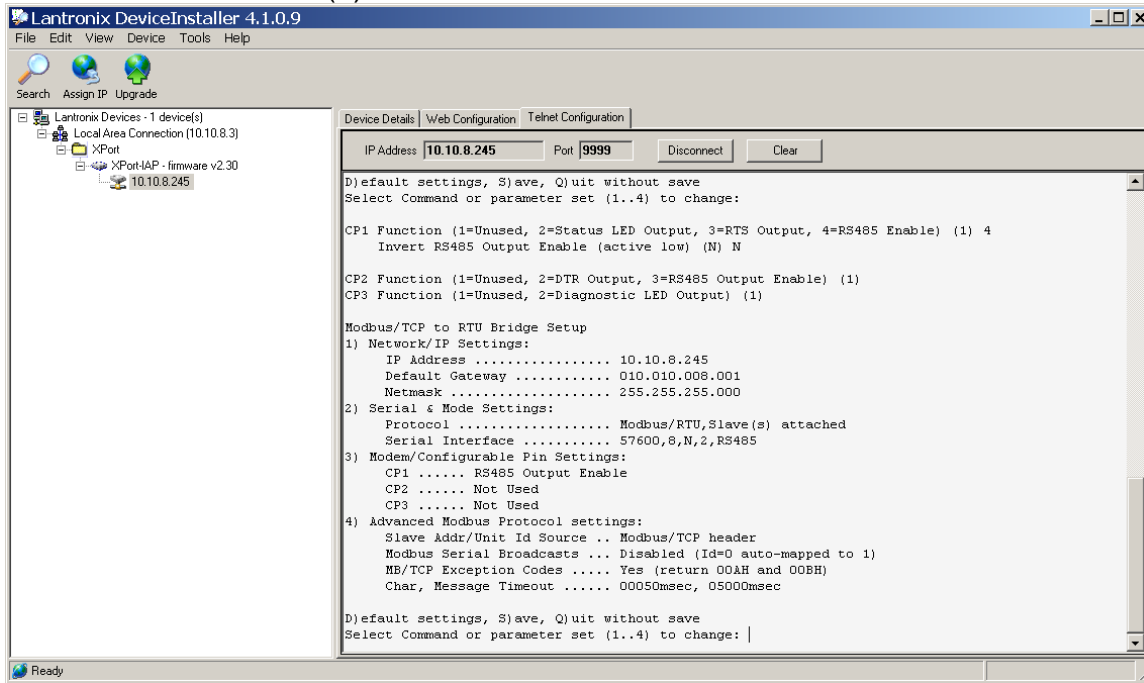 Lantronix DeviceInstaller 4.1.0.9
File Edit View Device Tools Help
Search Assign IP Upgrade
Lantronix Devices - 1 device(s)
Local Area Connection (10.10.8.3)
XPort
XPort-IAP - firmware v2.30
10.10.8.245
Device Details Web Configuration Telnet Configuration
IP Address 10.10.8.245 Port 9999 Disconnect Clear
D)efault settings, S)ave, Q)uit without save
Select Command or parameter set (1..4) to change:
CP1 Function (1=Unused, 2=Status LED Output, 3=RTS Output, 4=RS485 Enable) (1) 4
Invert RS485 Output Enable (active low) (N) N
CP2 Function (1=Unused, 2=DTR Output, 3=RS485 Output Enable) (1)
CP3 Function (1=Unused, 2=Diagnostic LED Output) (1)
Modbus/TCP to RTU Bridge Setup
1) Network/IP Settings:
IP Address ................. 10.10.8.245
Default Gateway ............ 010.010.008.001
Netmask .................... 255.255.255.000
2) Serial & Mode Settings:
Protocol ................... Modbus/RTU,Slave(s) attached
Serial Interface ........... 57600,8,N,2,RS485
3) Modem/Configurable Pin Settings:
CP1 ...... RS485 Output Enable
CP2 ...... Not Used
CP3 ...... Not Used
4) Advanced Modbus Protocol settings:
Slave Addr/Unit Id Source .. Modbus/TCP header
Modbus Serial Broadcasts ... Disabled (Id=0 auto-mapped to 1)
MB/TCP Exception Codes ..... Yes (return 00AH and 00BH)
Char, Message Timeout ...... 00050msec, 05000msec
D)efault settings, S)ave, Q)uit without save
Select Command or parameter set (1..4) to change:
Ready